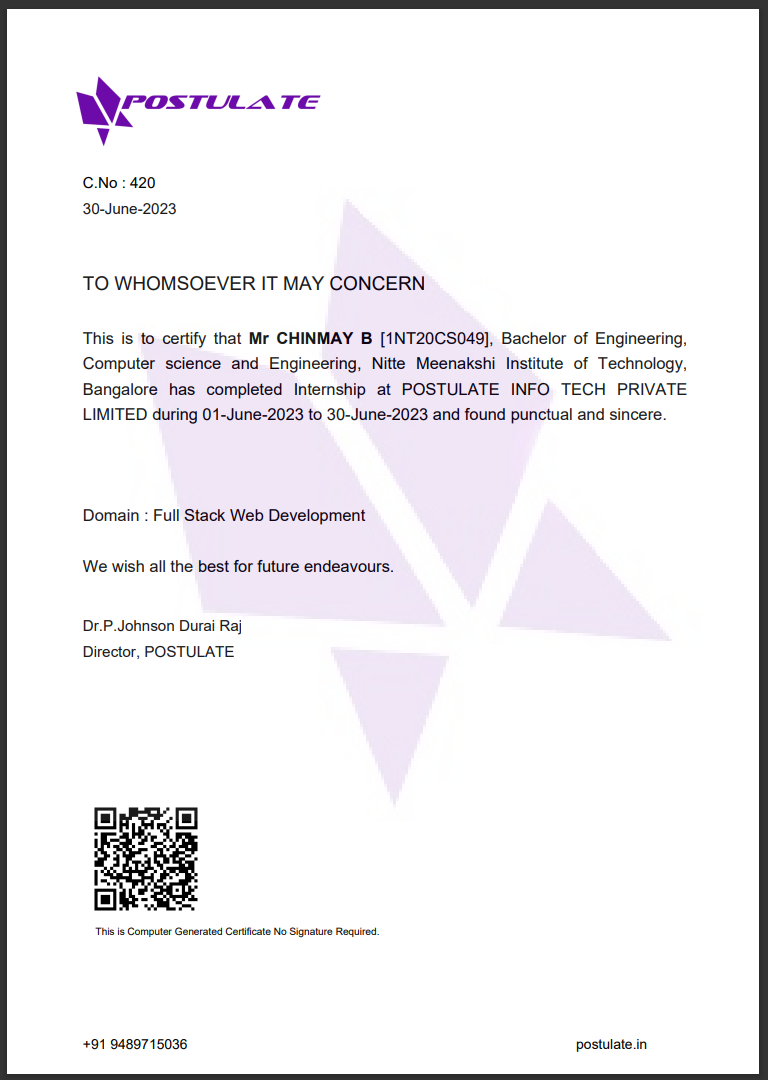 POSTULATE
C.No : 420
30-June-2023
TO WHOMSOEVER IT MAY CONCERN
This is to certify that Mr CHINMAY B [1NT20CS049], Bachelor of Engineering,
Computer science and Engineering, Nitte Meenakshi Institute of Technology,
Bangalore has completed Internship at POSTULATE INFO TECH PRIVATE
LIMITED during 01-June-2023 to 30-June-2023 and found punctual and sincere.
Domain : Full Stack Web Development
We wish all the best for future endeavours.
Dr.P.Johnson Durai Raj
Director, POSTULATE
This is Computer Generated Certificate No Signature Required.
+91 9489715036
postulate.in